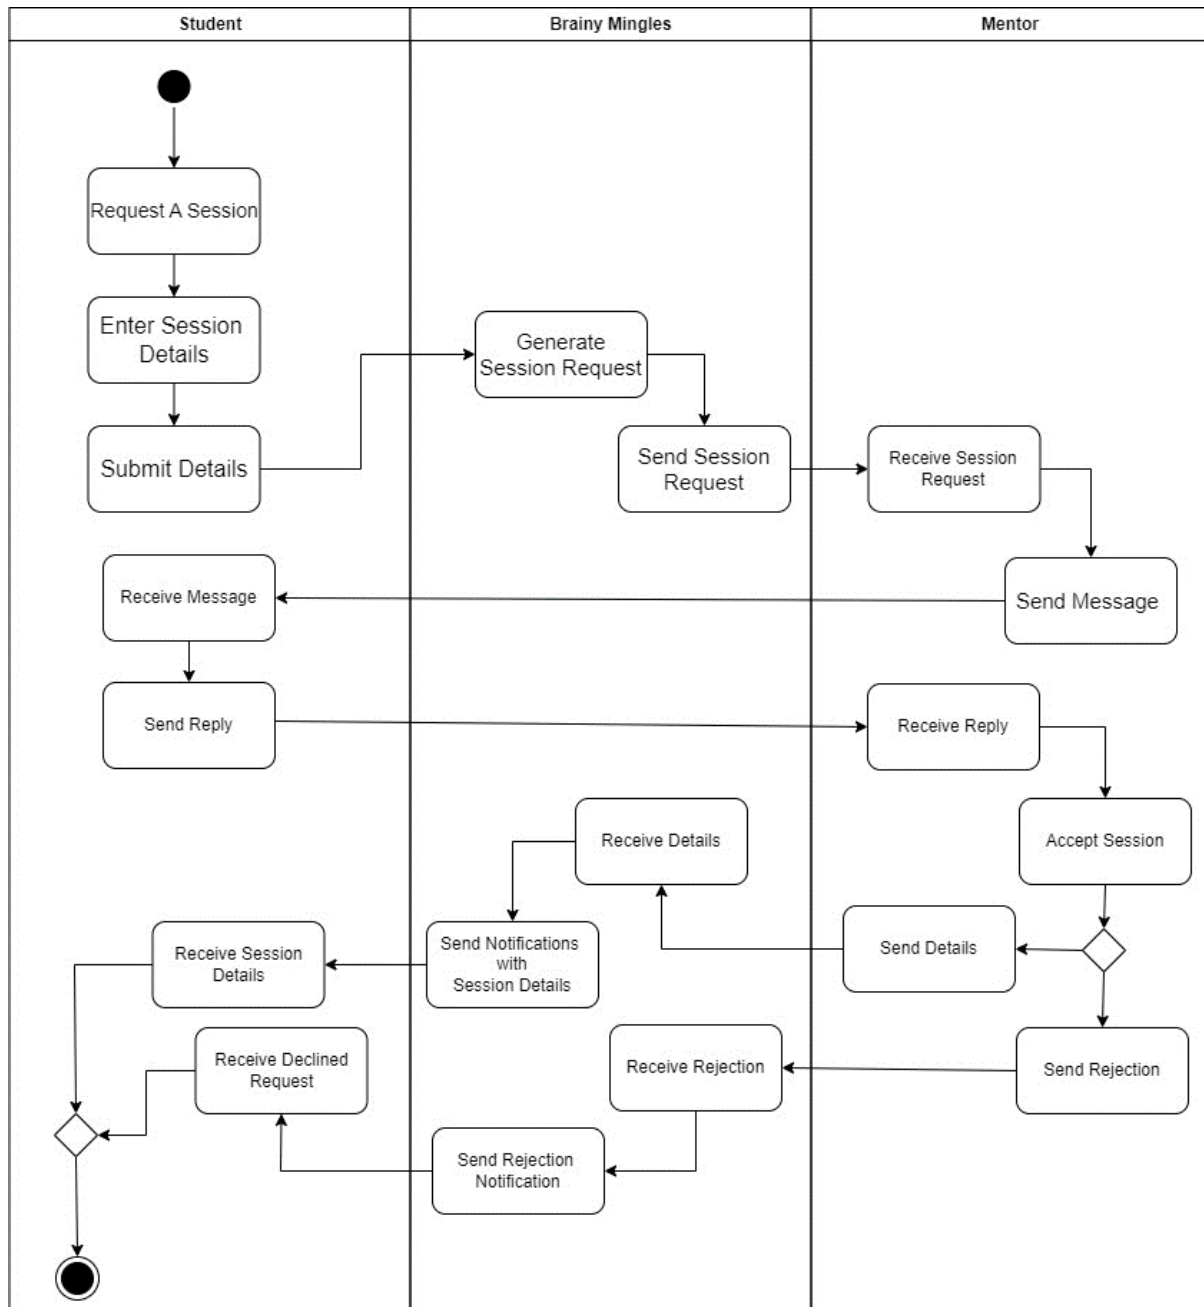 Student
Brainy Mingles
Mentor
Request A Session
Enter Session
Details
Generate
Session Request
Submit Details
Send Session
Request
Receive Session
Request
Receive Message
Send Message
Send Reply
Receive Reply
Receive Details
Accept Session
Receive Session
Details
Send Notifications
with
Session Details
Send Details
Receive Declined
Request
Receive Rejection
Send Rejection
Send Rejection
Notification